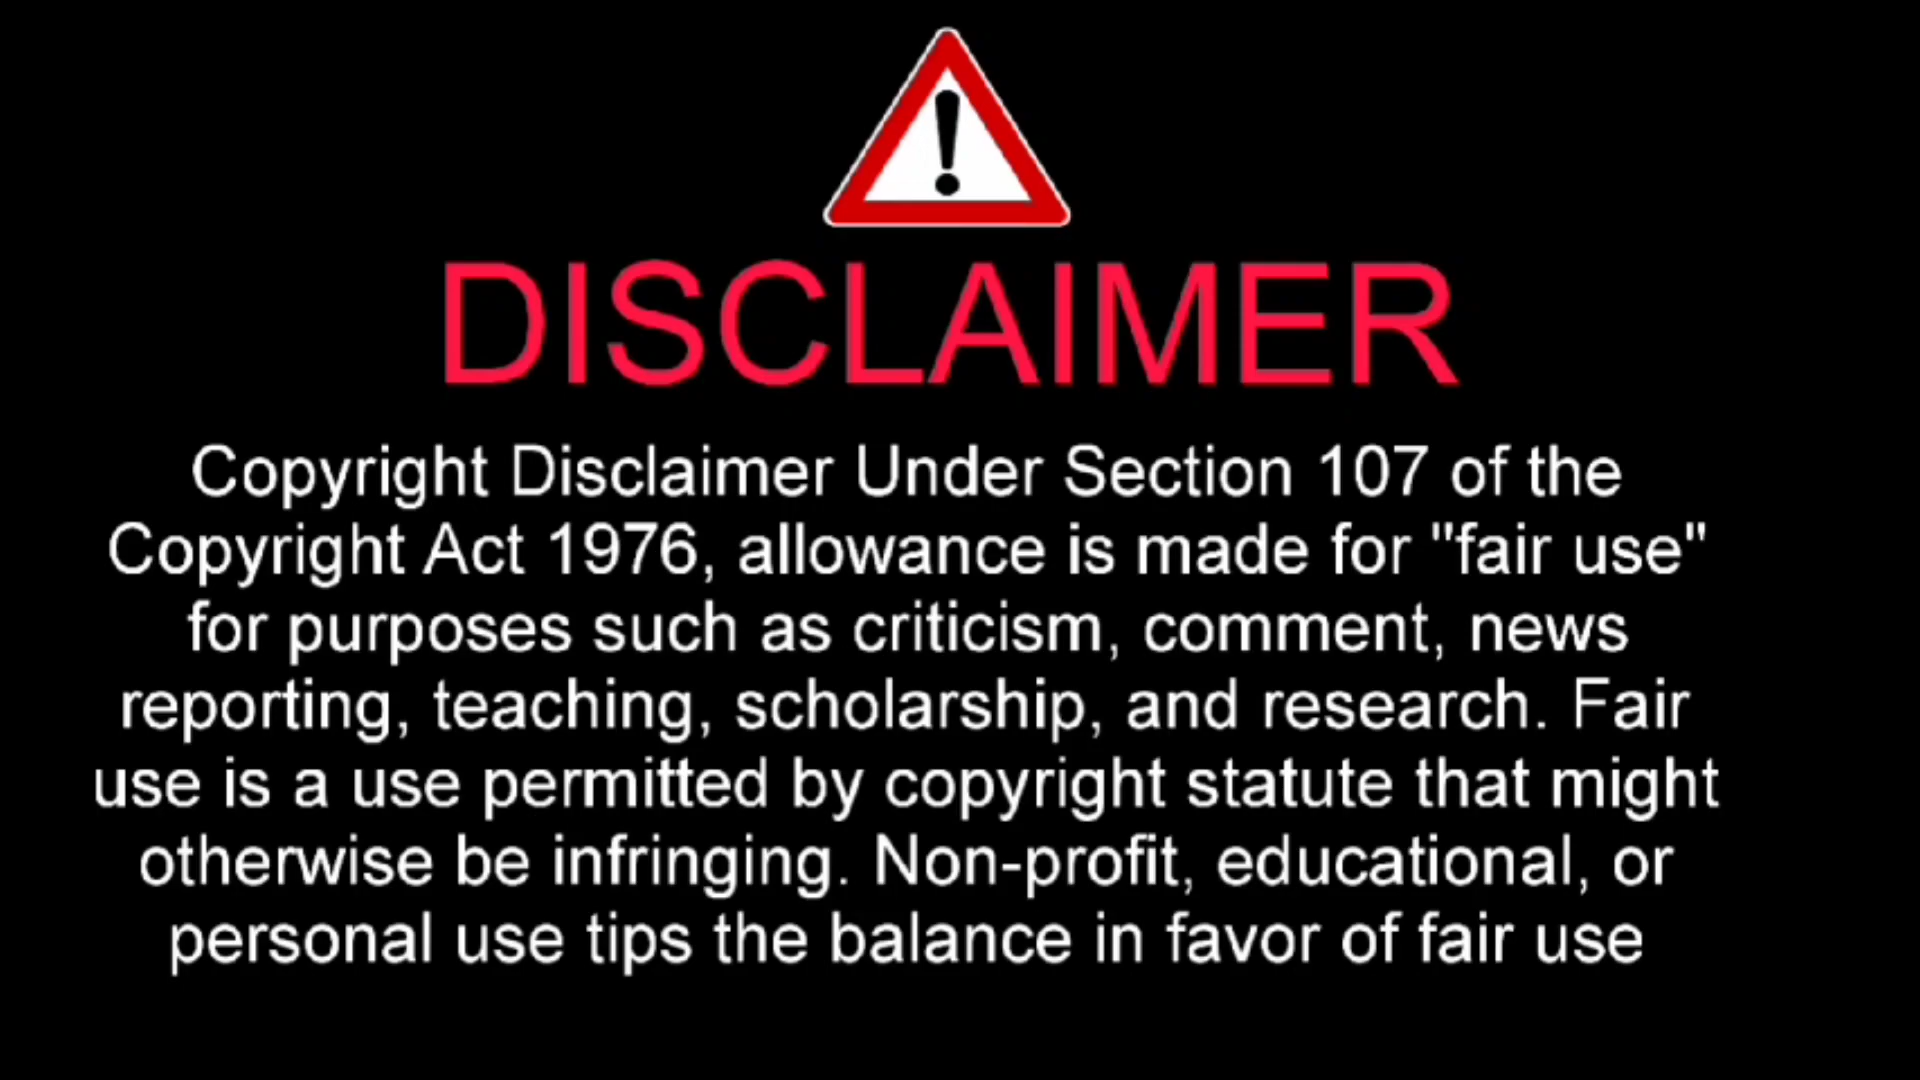 !
DISCLAIMER
Copyright Disclaimer Under Section 107 of the
Copyright Act 1976, allowance is made for "fair use"
for purposes such as criticism, comment, news
reporting, teaching, scholarship, and research. Fair
use is a use permitted by copyright statute that might
otherwise be infringing. Non-profit, educational, or
personal use tips the balance in favor of fair use